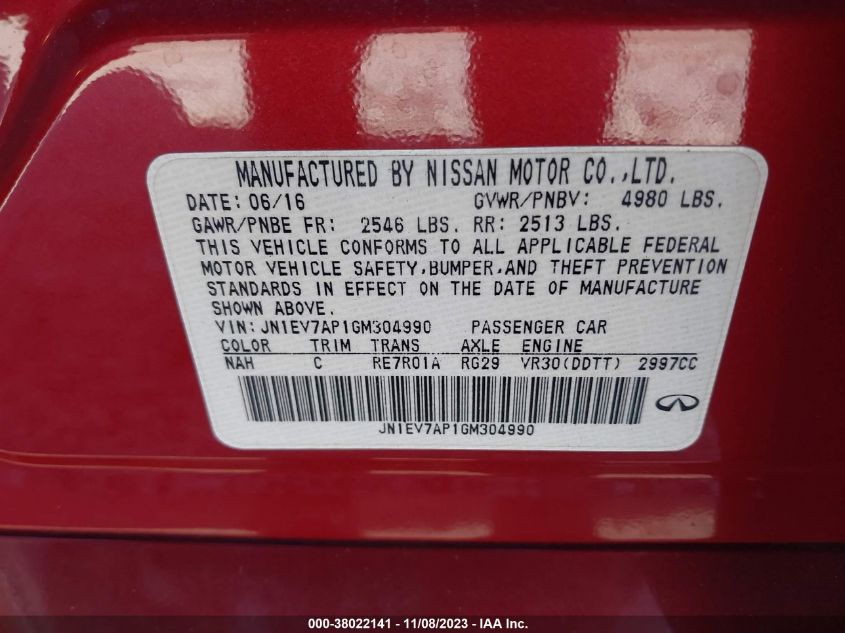 MANUFACTURED BY NISSAN MOTOR CO.,LTD.
DATE: 06/16 GVWR/PNBV: 4980 LBS.
GAWR/PNBE FR: 2546 LBS. RR: 2513 LBS.
THIS VEHICLE CONFORMS TO ALL APPLICABLE FEDERAL
MOTOR VEHICLE SAFETY,BUMPER,AND THEFT PREVENTION
STANDARDS IN EFFECT ON THE DATE OF MANUFACTURE
SHOWN ABOVE.
VIN:JN1EV7AP1GM304990 PASSENGER CAR
COLOR TRIM TRANS AXLE ENGINE
NAH C RE7R01A RG29 VR30(DDTT) 2997CC
JN1EV7AP1GM304990
000-38022141 - 11/08/2023 - IAAI Inc.